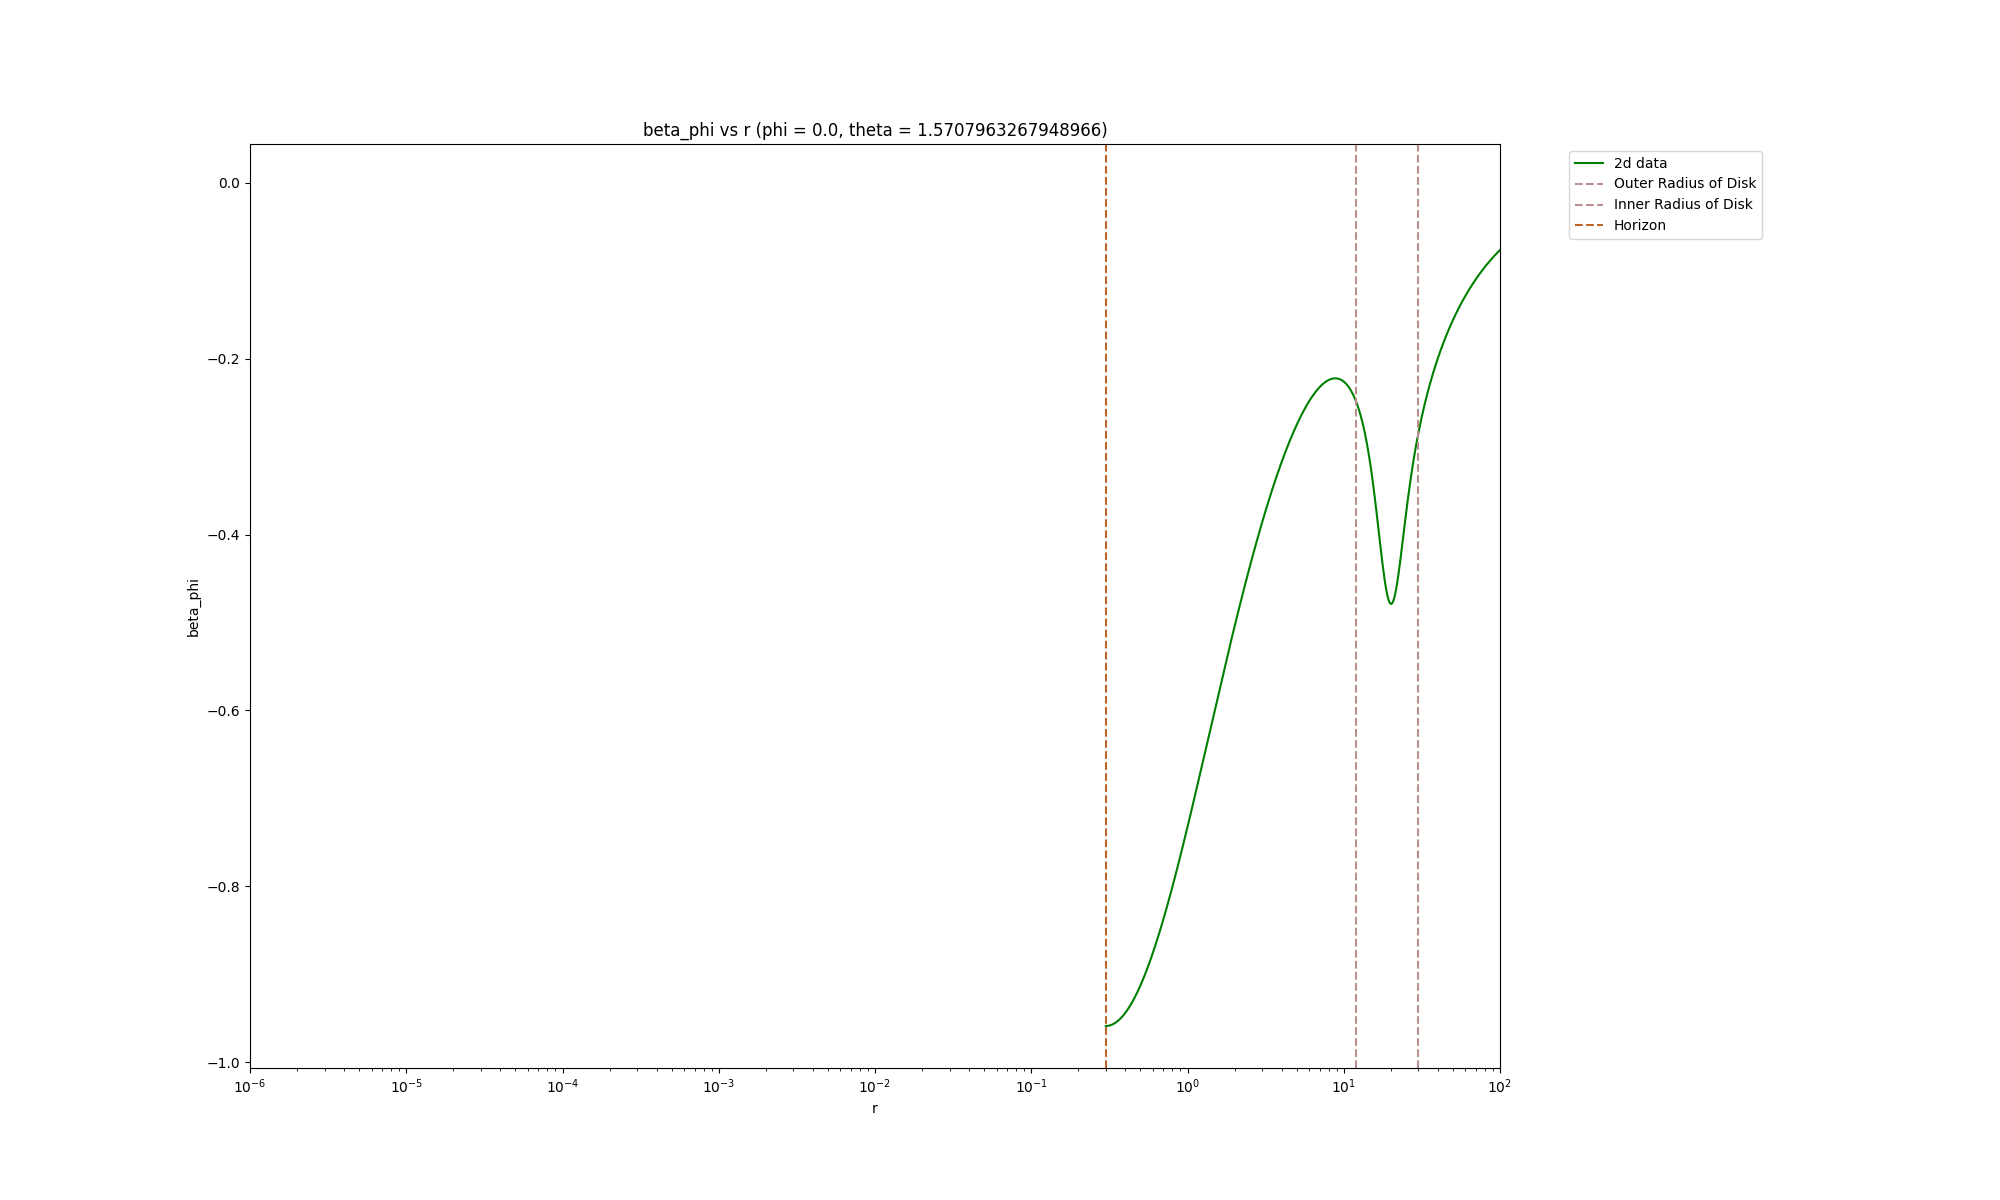 beta_phi vs r (phi = 0.0, theta = 1.5707963267948966)
2d data
Outer Radius of Disk
Inner Radius of Disk
Horizon
0.0
−0.2
−0.4
−0.6
−0.8
−1.0
beta_phi
10⁻⁶ 10⁻⁵ 10⁻⁴ 10⁻³ 10⁻² 10⁻¹ 10⁰ 10¹ 10²
r